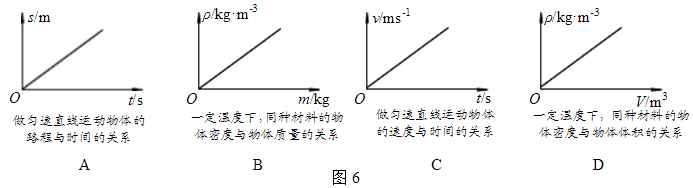 s/m
t/s
O
做匀速直线运动物体的
路程与时间的关系
A
ρ/kg·m⁻³
m/kg
O
一定温度下,同种材料的物
体密度与物体质量的关系
B
v/ms⁻¹
t/s
O
做匀速直线运动物体
的速度与时间的关系
C
ρ/kg·m⁻³
V/m³
O
一定温度下,同种材料的物
体密度与物体体积的关系
D
图 6